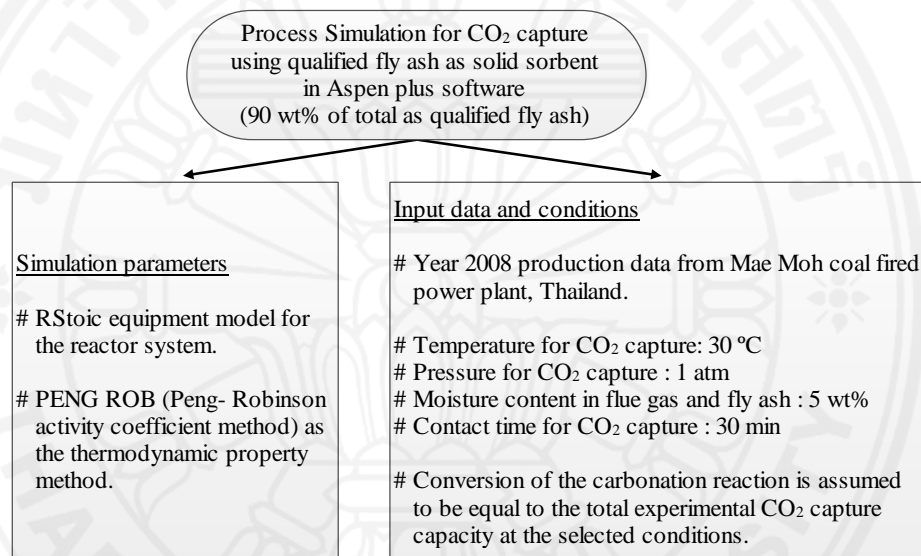 Process Simulation for CO₂ capture
using qualified fly ash as solid sorbent
in Aspen plus software
(90 wt% of total as qualified fly ash)
Simulation parameters
# RStoic equipment model for
the reactor system.
# PENG ROB (Peng- Robinson
activity coefficient method) as
the thermodynamic property
method.
Input data and conditions
# Year 2008 production data from Mae Moh coal fired
power plant, Thailand.
# Temperature for CO₂ capture: 30 ºC
# Pressure for CO₂ capture : 1 atm
# Moisture content in flue gas and fly ash : 5 wt%
# Contact time for CO₂ capture : 30 min
# Conversion of the carbonation reaction is assumed
to be equal to the total experimental CO₂ capture
capacity at the selected conditions.